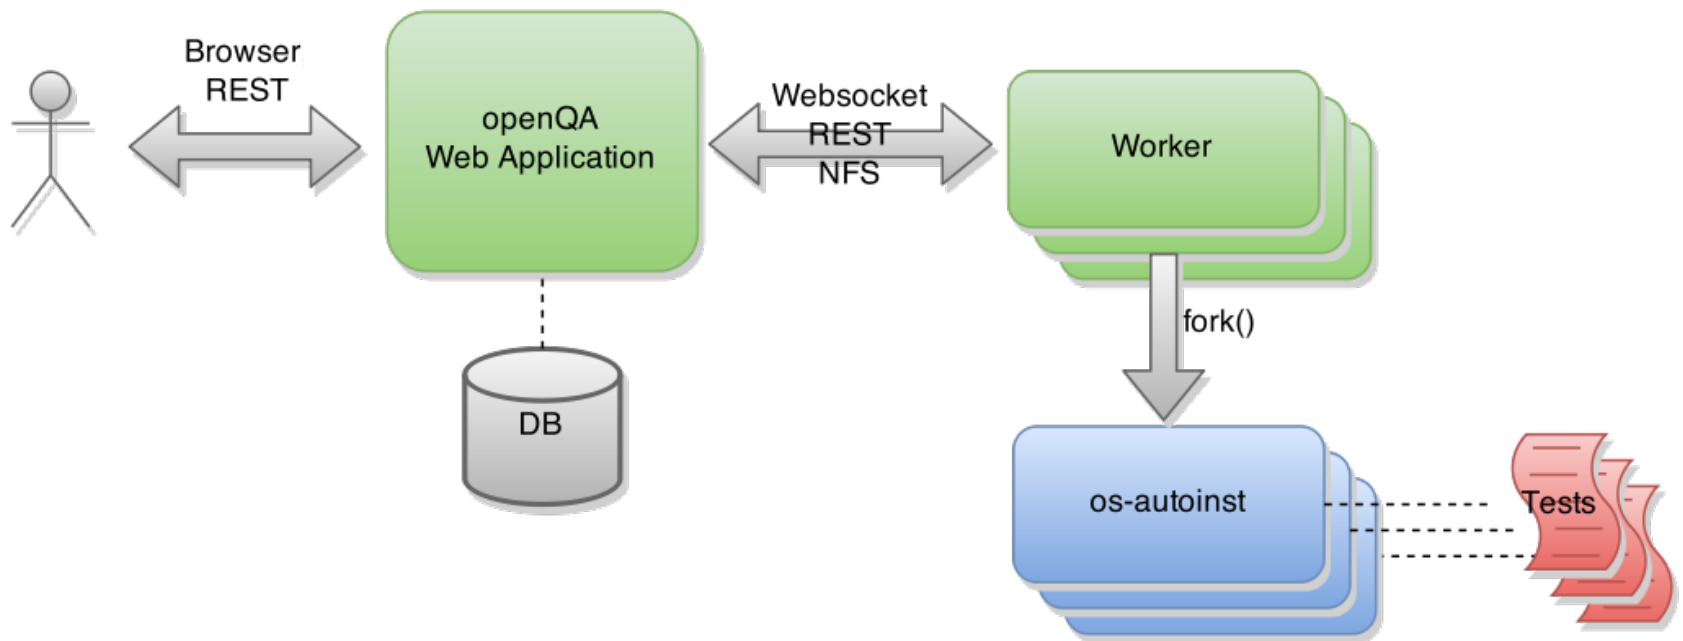 Browser
REST
openQA
Web Application
Websocket
REST
NFS
Worker
fork()
DB
os-autoinst
Tests